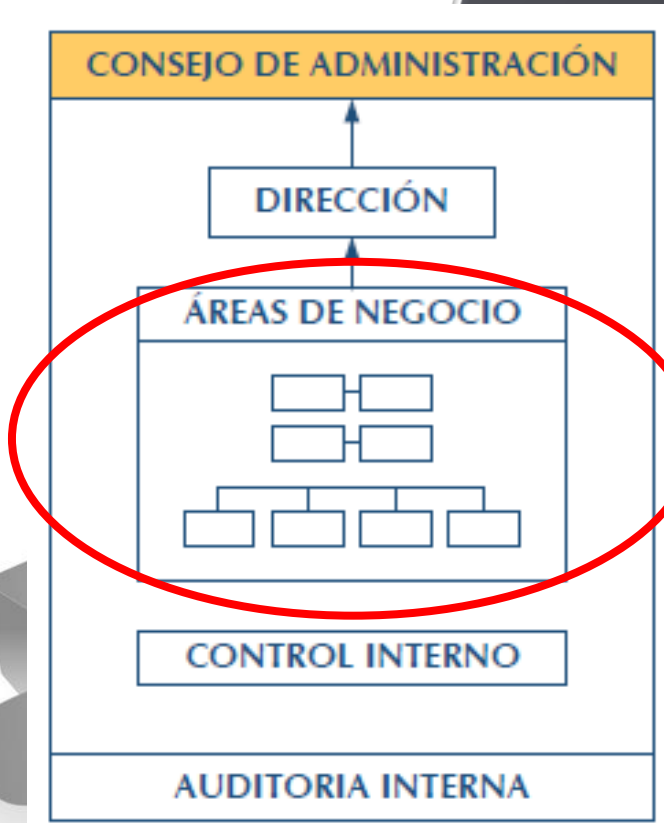 CONSEJO DE ADMINISTRACIÓN
DIRECCIÓN
ÁREAS DE NEGOCIO
CONTROL INTERNO
AUDITORIA INTERNA